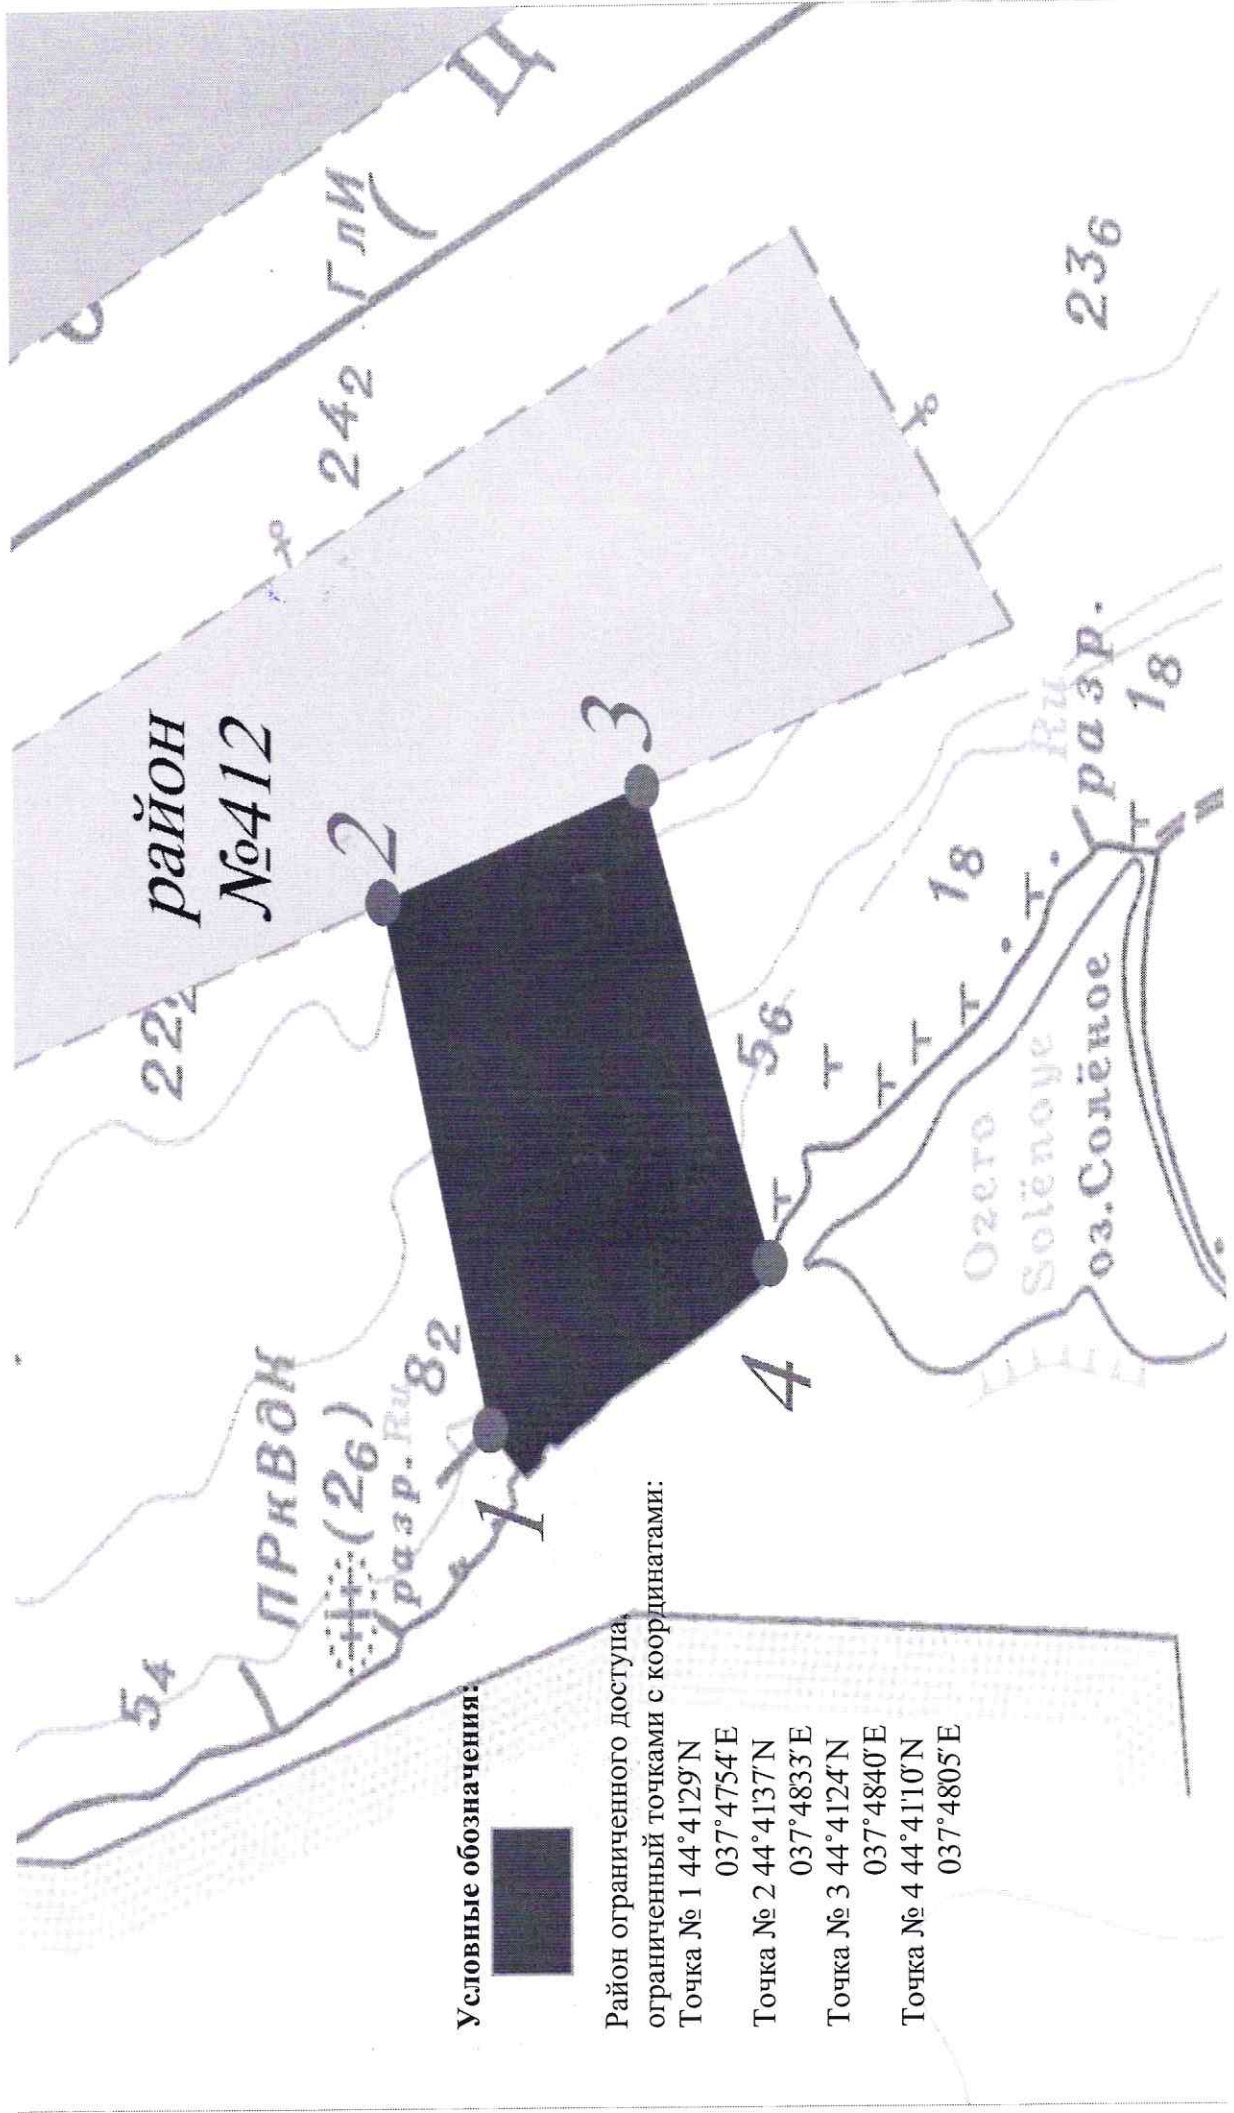 район
№412
2
3
1
4
Ц
ГлИ
(
24₂
22₂
23₆
ПРкВдК
(2₆)
разр. Ru
8₂
5₄
5₆
1₈
1₈
Ru
разр.
Ozero
Solënoye
оз.Солёное
Условные обозначения:
Район ограниченного доступа,
ограниченный точками с координатами:
Точка № 1 44°41'29"N
037°47'54"E
Точка № 2 44°41'37"N
037°48'33"E
Точка № 3 44°41'24"N
037°48'40"E
Точка № 4 44°41'10"N
037°48'05"E